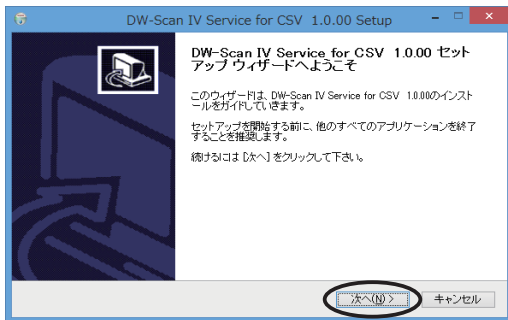 DW-Scan IV Service for CSV 1.0.00 Setup
DW-Scan IV Service for CSV 1.0.00 セット
アップ ウィザードへようこそ
このウィザードは、DW-Scan IV Service for CSV 1.0.00のインスト
ールをガイドしていきます。
セットアップを開始する前に、他のすべてのアプリケーションを終了
することを推奨します。
続けるには [次へ] をクリックして下さい。
次へ(N) >
キャンセル